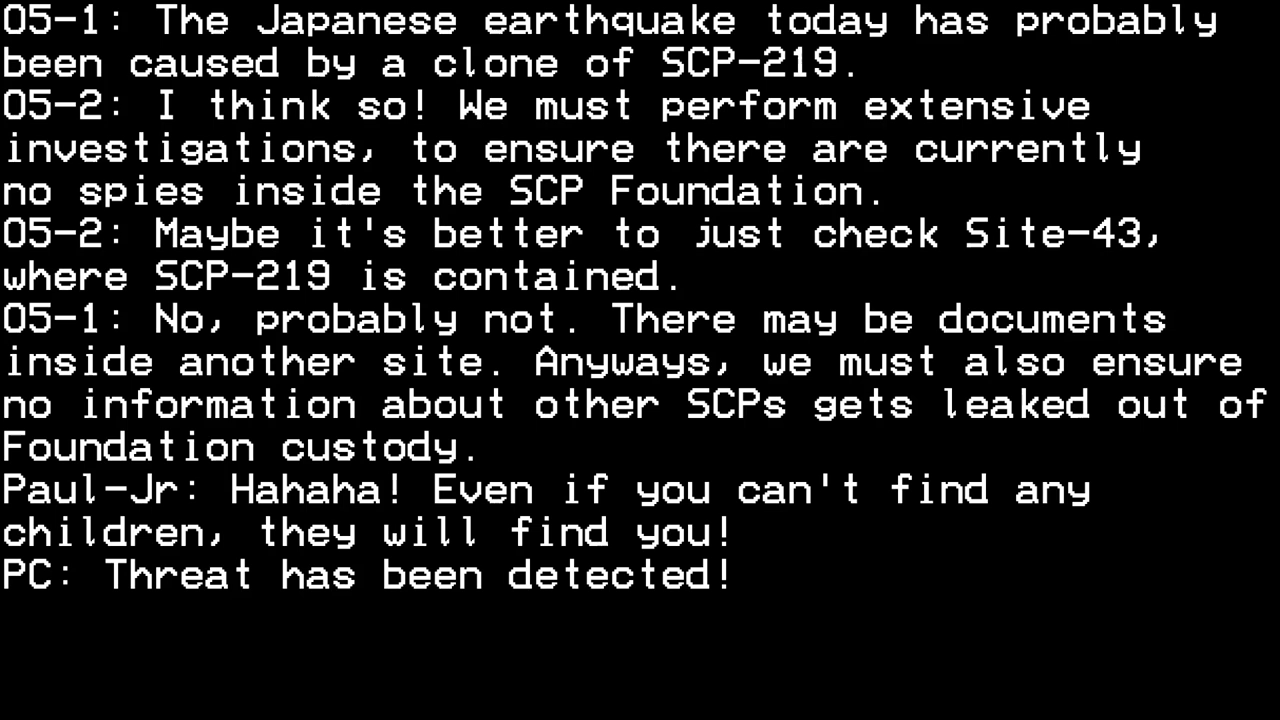 O5-1: The Japanese earthquake today has probably
been caused by a clone of SCP-219.
O5-2: I think so! We must perform extensive
investigations, to ensure there are currently
no spies inside the SCP Foundation.
O5-2: Maybe it's better to just check Site-43,
where SCP-219 is contained.
O5-1: No, probably not. There may be documents
inside another site. Anyways, we must also ensure
no information about other SCPs gets leaked out of
Foundation custody.
Paul-Jr: Hahaha! Even if you can't find any
children, they will find you!
PC: Threat has been detected!